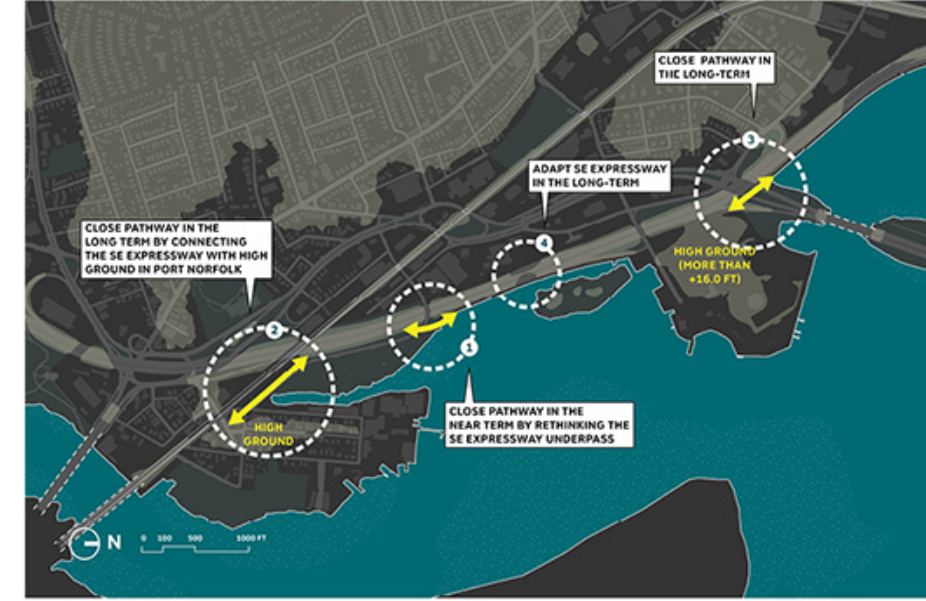 CLOSE PATHWAY IN
THE LONG-TERM
3
ADAPT SE EXPRESSWAY
IN THE LONG-TERM
4
CLOSE PATHWAY IN THE
LONG TERM BY CONNECTING
THE SE EXPRESSWAY WITH HIGH
GROUND IN PORT NORFOLK
2
HIGH GROUND
(MORE THAN
+16.0 FT)
1
CLOSE PATHWAY IN THE
NEAR TERM BY RETHINKING THE
SE EXPRESSWAY UNDERPASS
HIGH
GROUND
N
0 100 500 1000 FT